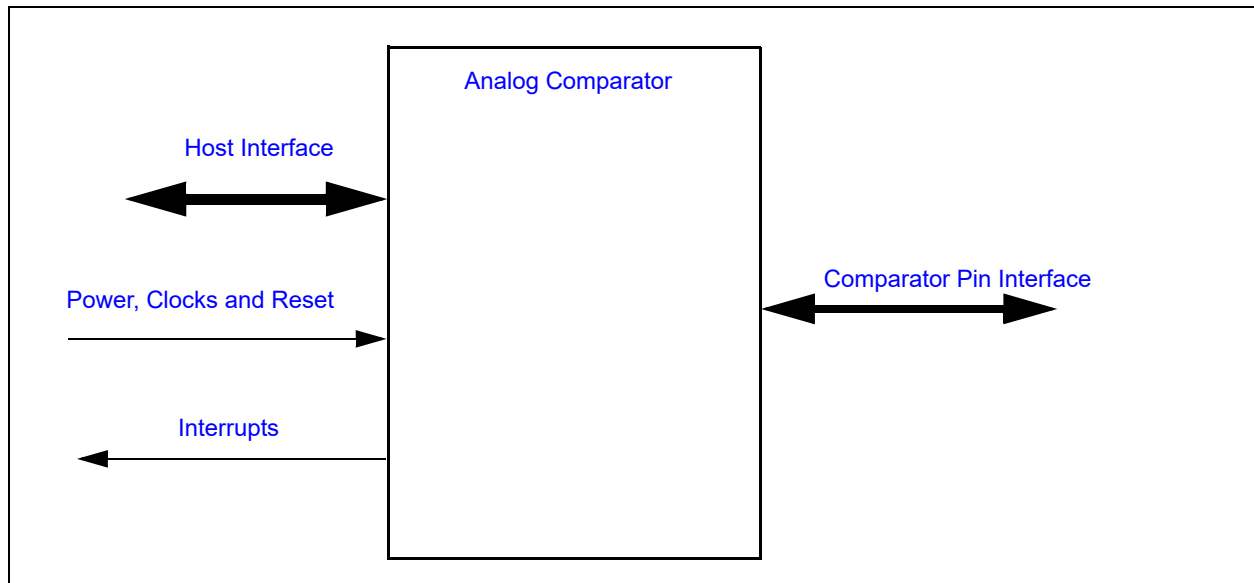 Analog Comparator
Host Interface
Comparator Pin Interface
Power, Clocks and Reset
Interrupts